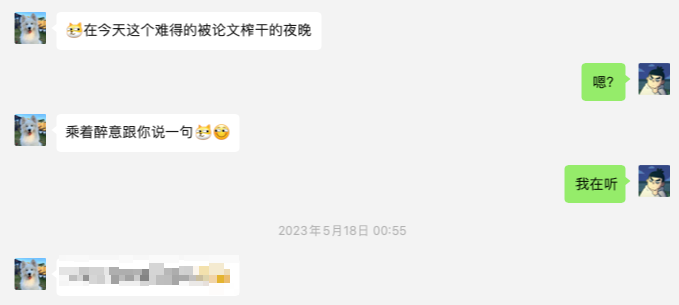 😹在今天这个难得的被论文榨干的夜晚
嗯?
乘着醉意跟你说一句😹😉
我在听
2023年5月18日 00:55